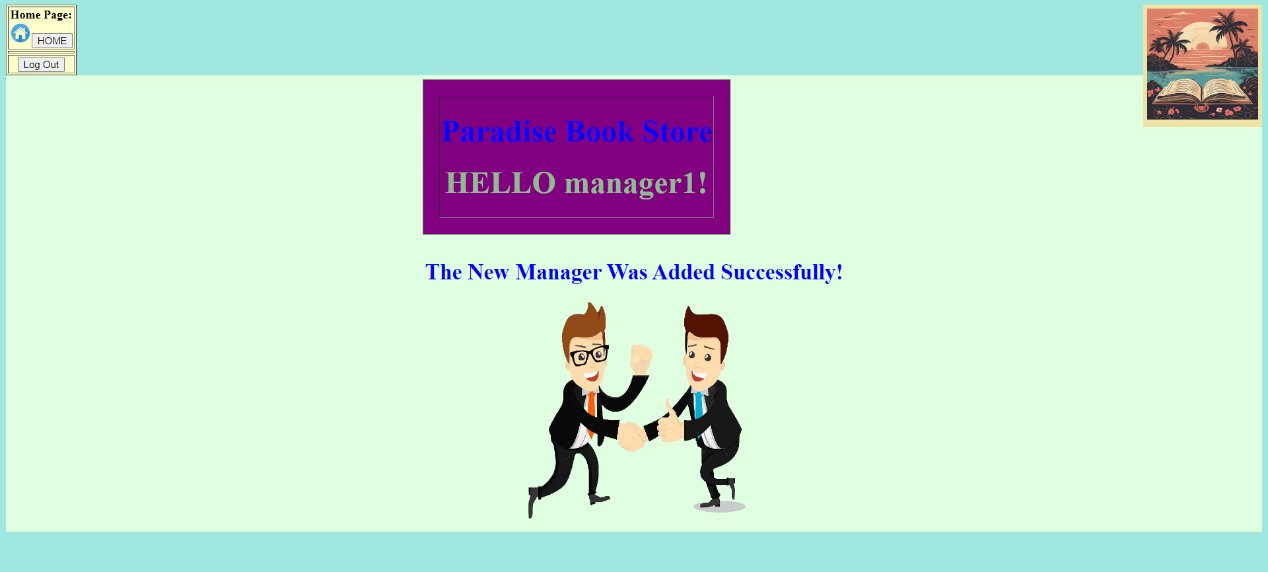 Home Page:
HOME
Log Out
Paradise Book Store
HELLO manager1!
The New Manager Was Added Successfully!